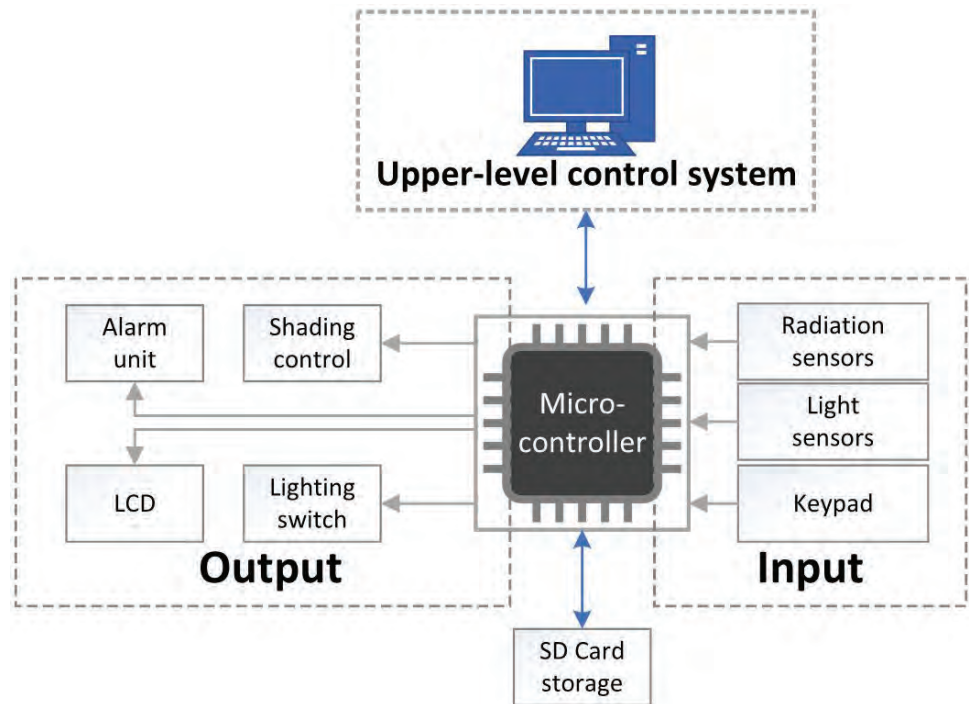 Upper-level control system
Alarm
unit
Shading
control
Radiation
sensors
Micro-
controller
Light
sensors
LCD
Lighting
switch
Keypad
Output
Input
SD Card
storage